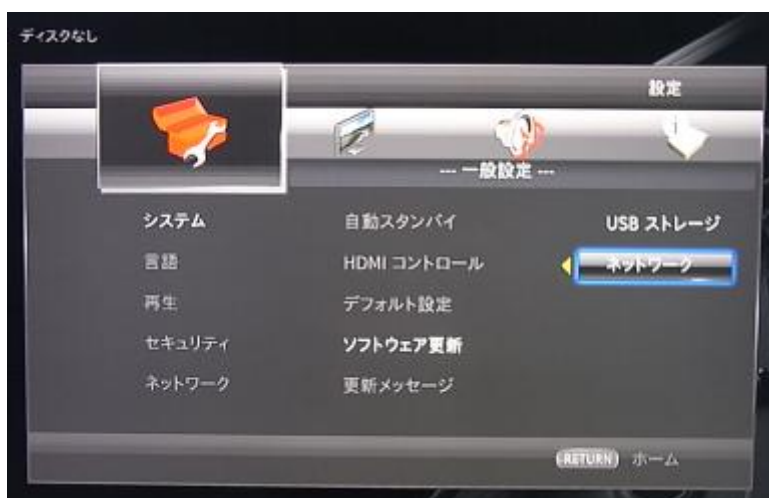 ディスクなし
設定
--- 一般設定 ---
システム 自動スタンバイ USB ストレージ
言語 HDMI コントロール ネットワーク
再生 デフォルト設定
セキュリティ ソフトウェア更新
ネットワーク 更新メッセージ
RETURN ホーム